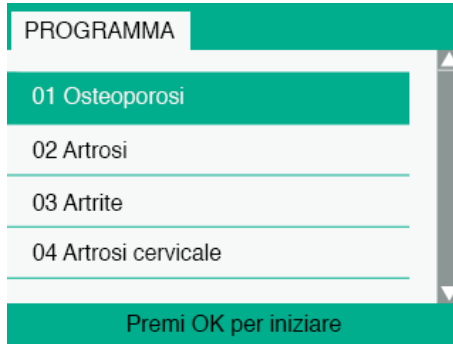 PROGRAMMA
01 Osteoporosi
02 Artrosi
03 Artrite
04 Artrosi cervicale
Premi OK per iniziare